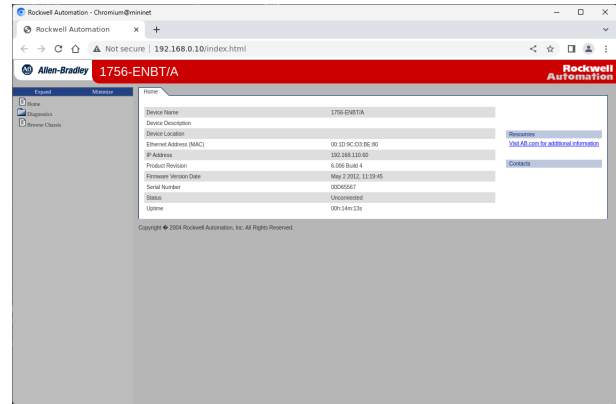 Rockwell Automation - Chromium@mininet
Rockwell Automation
Not secure | 192.168.0.10/index.html
AB Allen-Bradley 1756-ENBT/A
Rockwell Automation
Expand Minimize
Home
Diagnostics
Browse Chassis
Home
Device Name 1756-ENBT/A
Device Description
Device Location
Ethernet Address (MAC) 00:1D:9C:D3:BE:80
IP Address 192.168.110.60
Product Revision 6.006 Build 4
Firmware Version Date May 2 2012, 11:19:45
Serial Number 00D65567
Status Unconnected
Uptime 00h:14m:13s
Resources
Visit AB.com for additional information
Contacts
Copyright � 2004 Rockwell Automation, Inc. All Rights Reserved.